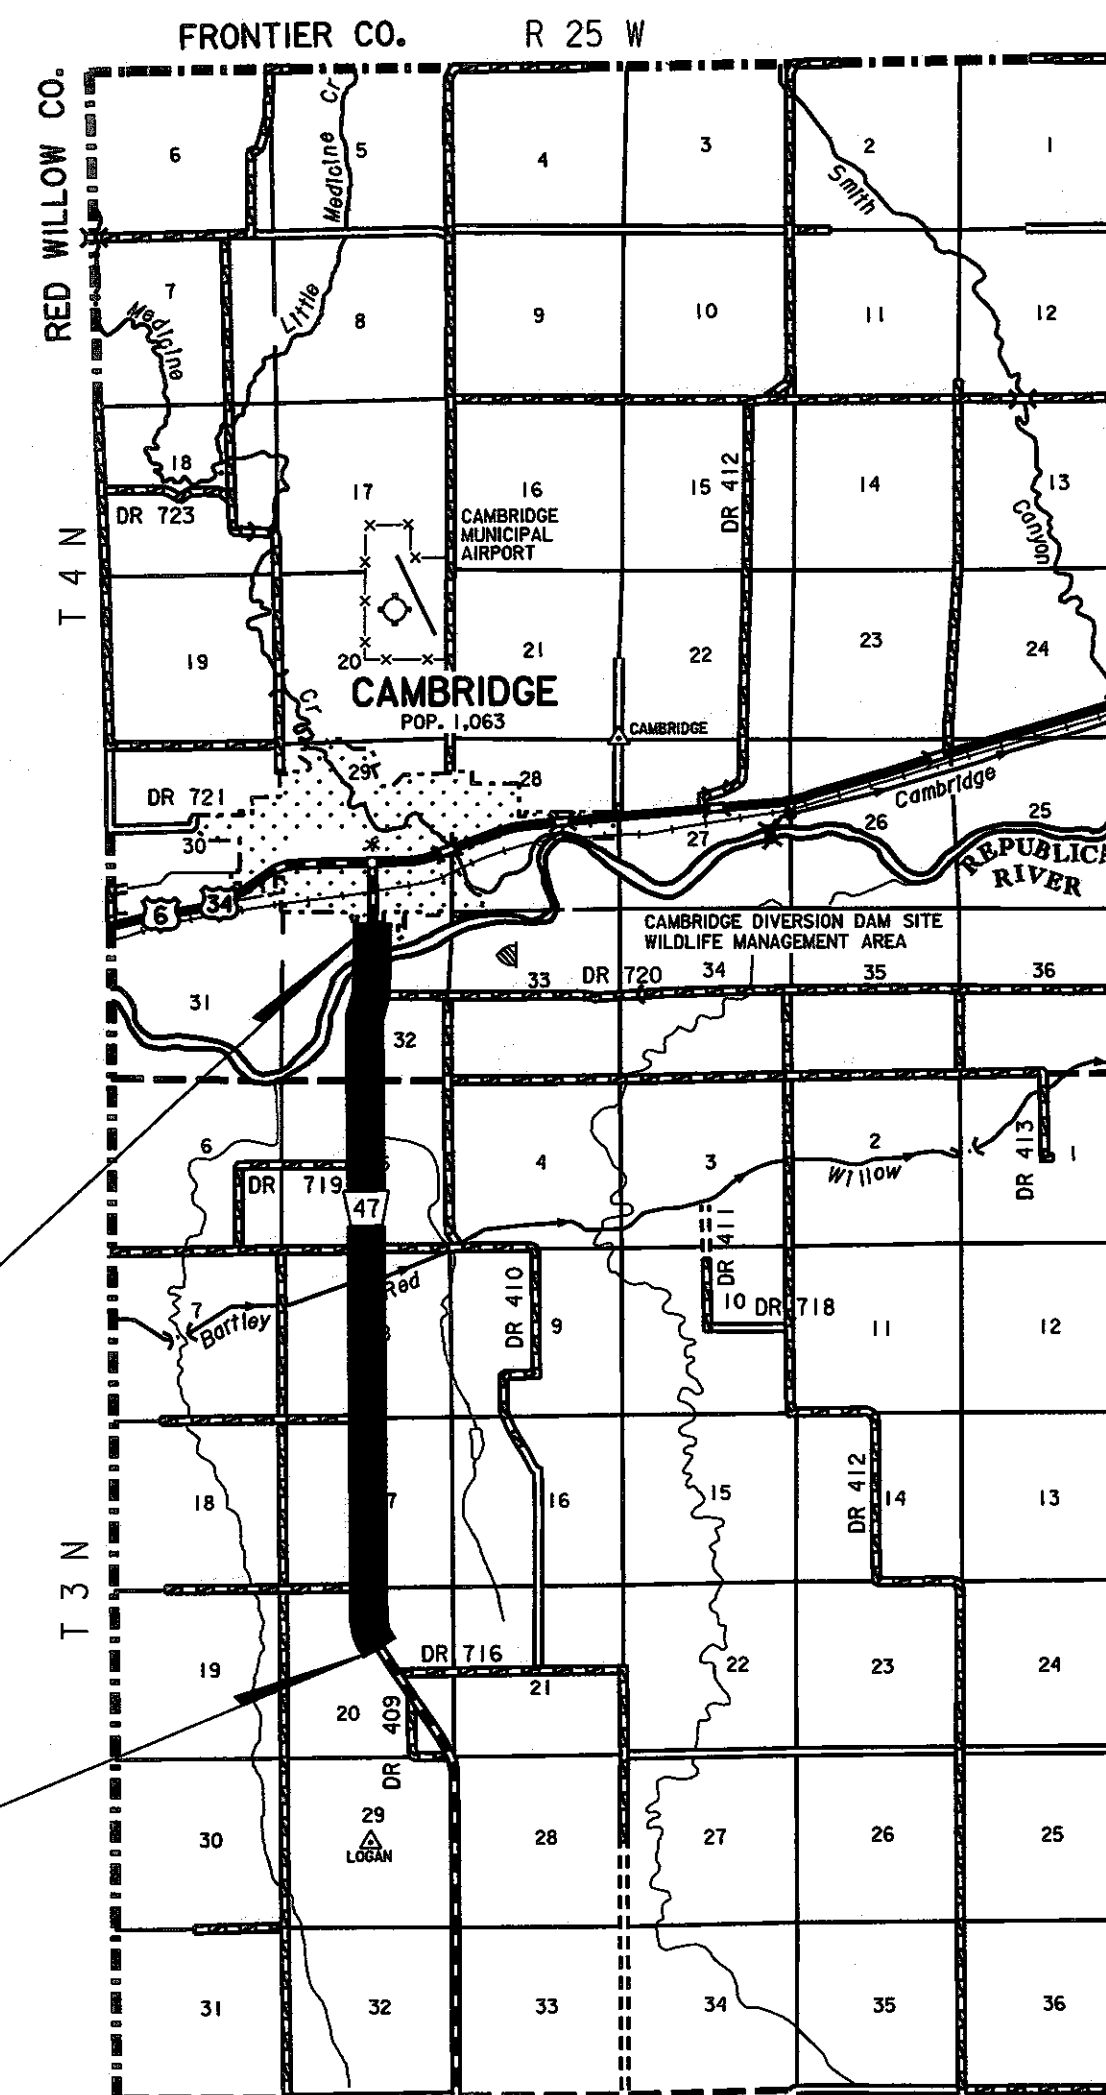 FRONTIER CO. R 25 W
RED WILLOW CO.
6 5 4 3 2 1
Medicine Cr
Smith
7 8 9 10 11 12
Medicine
Little
18 17 16 15 14 13
DR 723
CAMBRIDGE
MUNICIPAL
AIRPORT
DR 412
Canyon
T 4 N
19 20 21 22 23 24
Cr
CAMBRIDGE
POP. 1,063
CAMBRIDGE
29 28
DR 721
Cambridge
30 27 26 25
REPUBLIC
RIVER
6 34
CAMBRIDGE DIVERSION DAM SITE
WILDLIFE MANAGEMENT AREA
31 32 33 DR 720 34 35 36
6 4 3 2 1
DR 719
Willow
DR 413
47
DR 411
Red
7
Bartley
DR 410
9 10 DR 718 11 12
18 7 16 15 14 13
DR 412
T 3 N
DR 716
19 20 21 22 23 24
DR 409
30 29 28 27 26 25
LOGAN
31 32 33 34 35 36